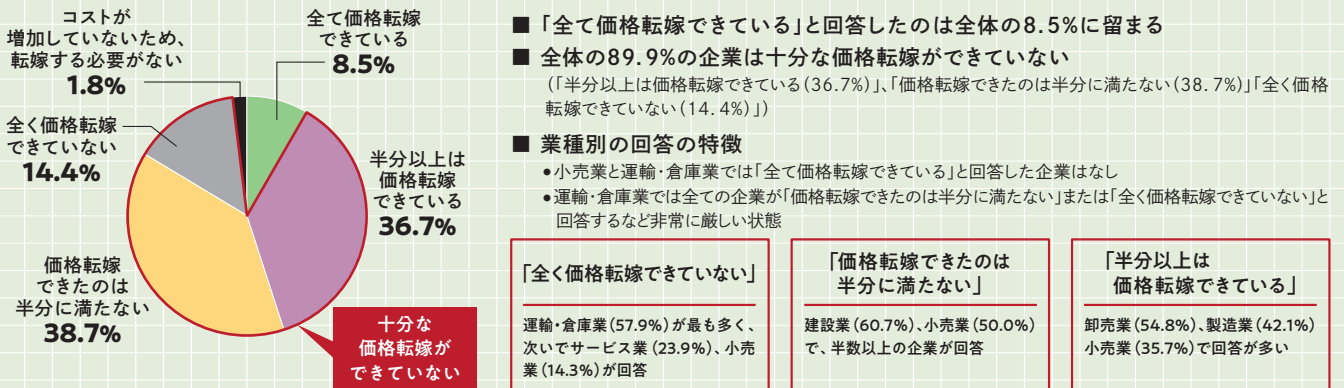 コストが
増加していないため、
転嫁する必要がない
1.8%
全て価格転嫁
できている
8.5%
全く価格転嫁
できていない
14.4%
半分以上は
価格転嫁
できている
36.7%
価格転嫁
できたのは
半分に満たない
38.7%
十分な
価格転嫁が
できていない
■ 「全て価格転嫁できている」と回答したのは全体の8.5%に留まる
■ 全体の89.9%の企業は十分な価格転嫁ができていない
(「半分以上は価格転嫁できている(36.7%)」、「価格転嫁できたのは半分に満たない(38.7%)」「全く価格
転嫁できていない(14.4%)」)
■ 業種別の回答の特徴
●小売業と運輸・倉庫業では「全て価格転嫁できている」と回答した企業はなし
●運輸・倉庫業では全ての企業が「価格転嫁できたのは半分に満たない」または「全く価格転嫁できていない」と
回答するなど非常に厳しい状態
「全く価格転嫁できていない」
運輸・倉庫業(57.9%)が最も多く、
次いでサービス業(23.9%)、小売
業(14.3%)が回答
「価格転嫁できたのは
半分に満たない」
建設業(60.7%)、小売業(50.0%)
で、半数以上の企業が回答
「半分以上は
価格転嫁できている」
卸売業(54.8%)、製造業(42.1%)
小売業(35.7%)で回答が多い